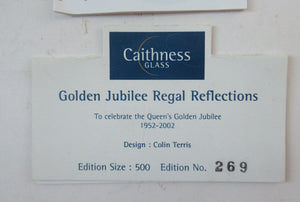 Caithness
GLASS
Golden Jubilee Regal Reflections
To celebrate the Queen's Golden Jubilee
1952-2002
Design : Colin Terris
Edition Size : 500 Edition No. 269